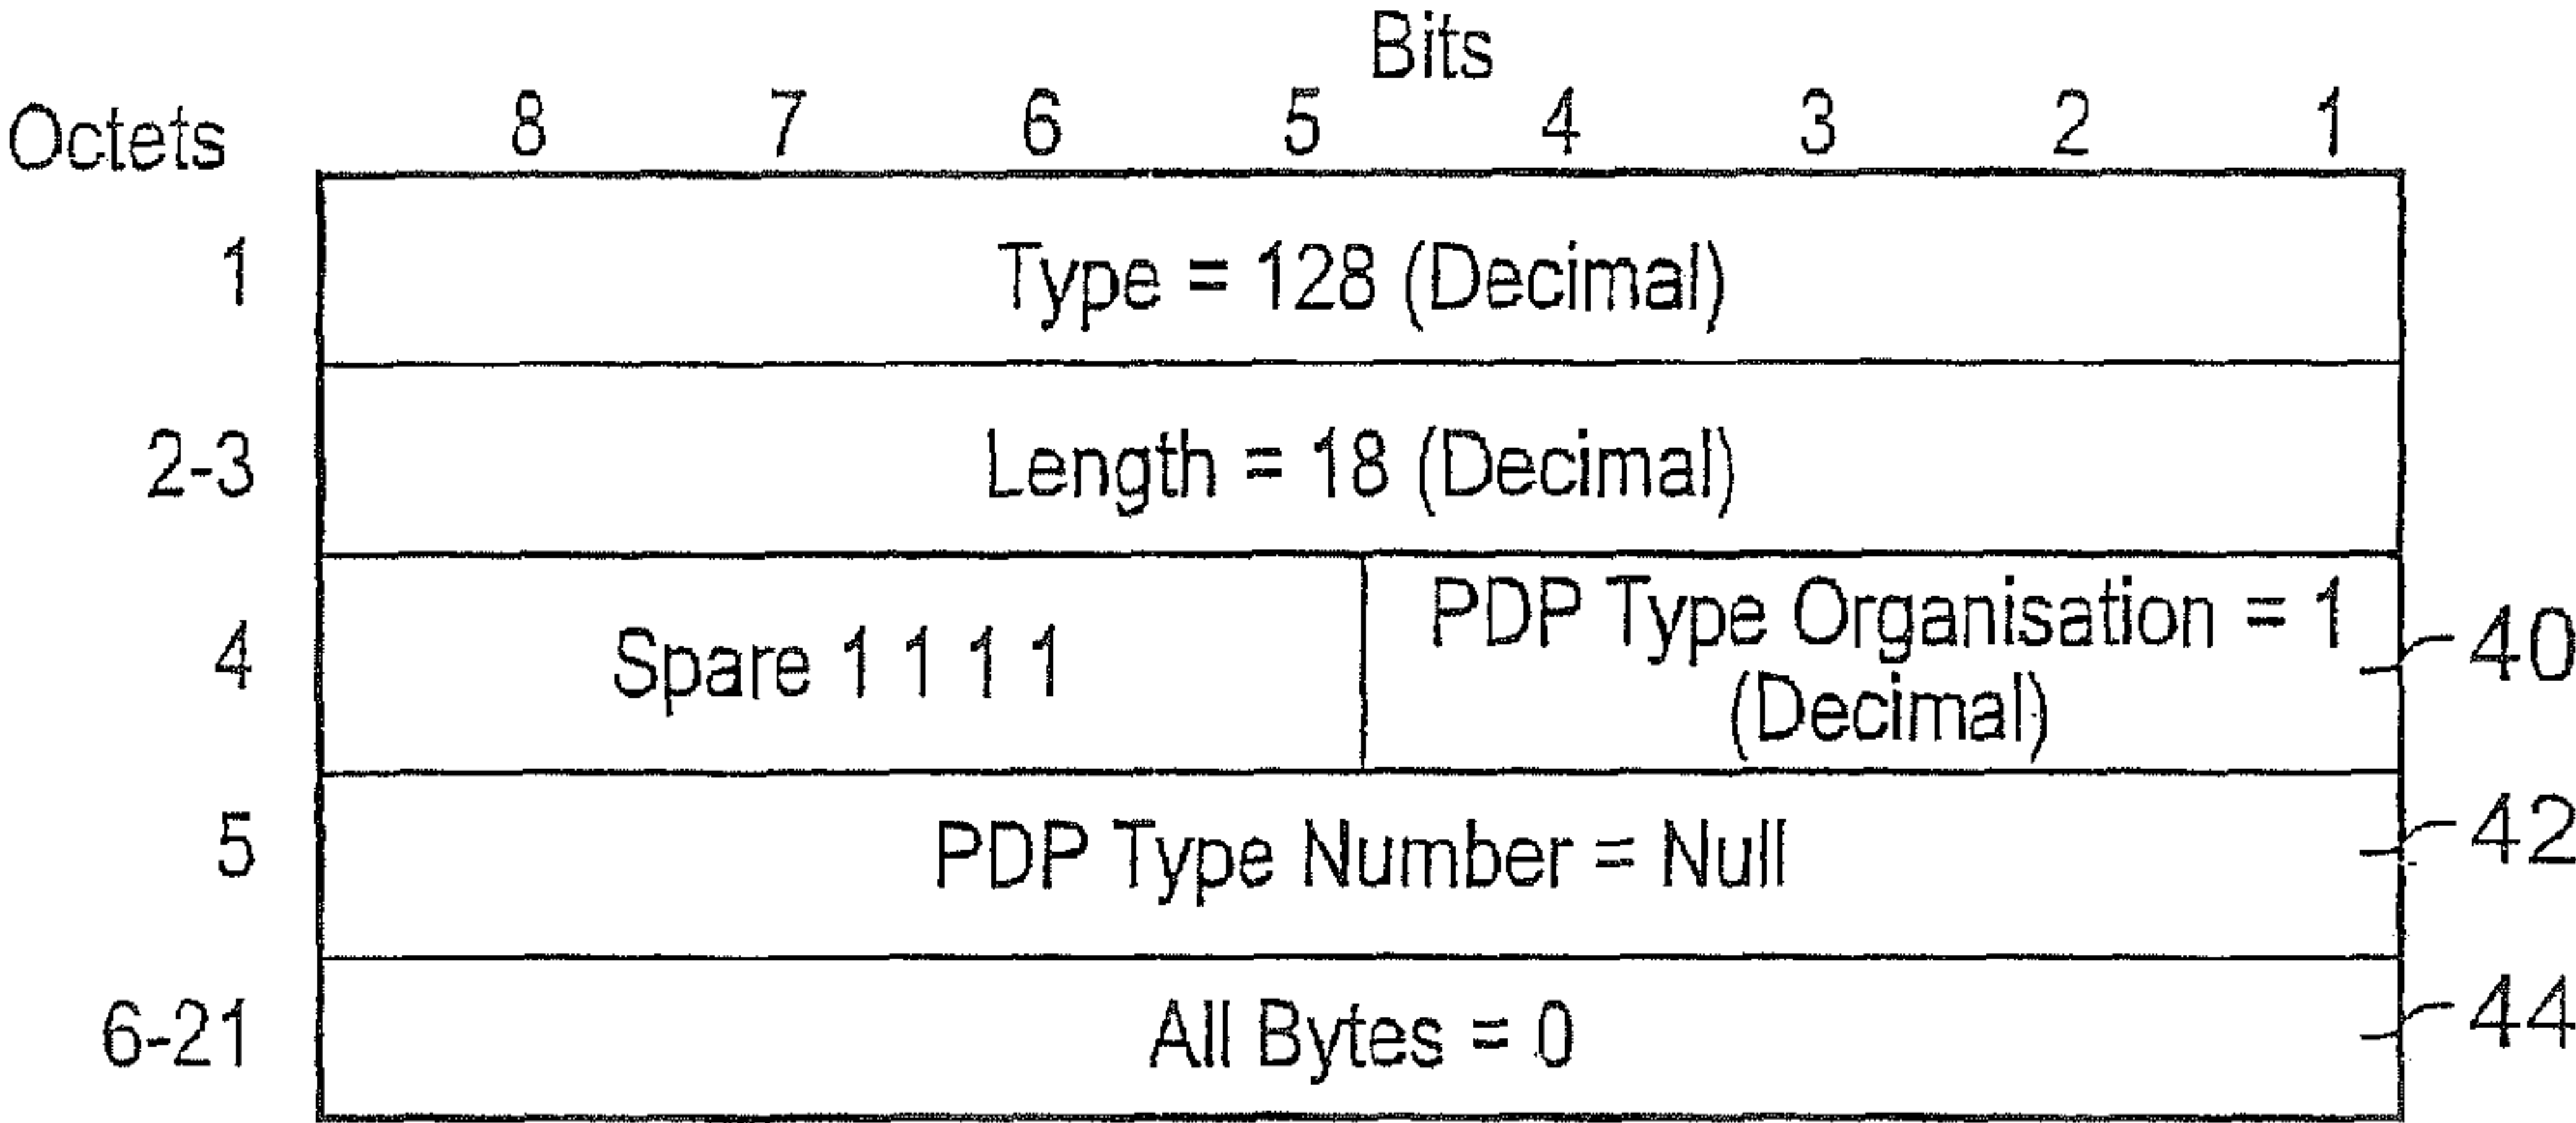 Bits
Octets 8 7 6 5 4 3 2 1
1 Type = 128 (Decimal)
2-3 Length = 18 (Decimal)
4 Spare 1 1 1 1 PDP Type Organisation = 1 (Decimal) 40
5 PDP Type Number = Null 42
6-21 All Bytes = 0 44